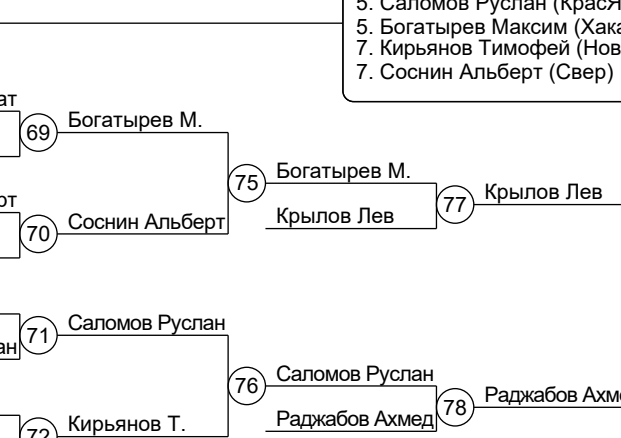 5. Саломов Руслан
5. Богатырев Максим
7. Кирьянов Тимофей
7. Соснин Альберт (Свер)
69 Богатырев М.
75 Богатырев М.
77 Крылов Лев
70 Соснин Альберт
Крылов Лев
71 Саломов Руслан
76 Саломов Руслан
78
Раджабов Ахмед
72 Кирьянов Т.